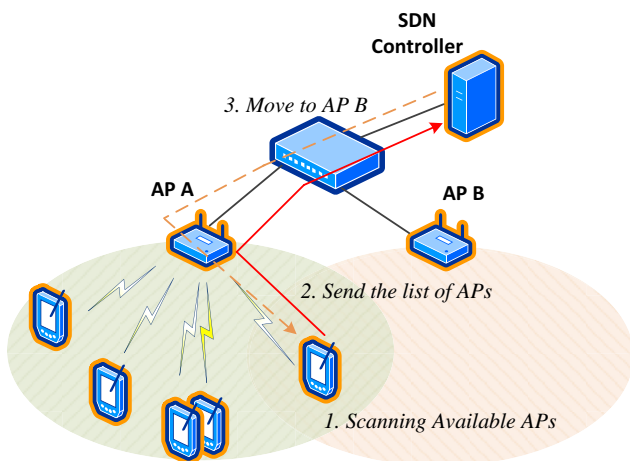 SDN
Controller
3. Move to AP B
AP A
AP B
2. Send the list of APs
1. Scanning Available APs